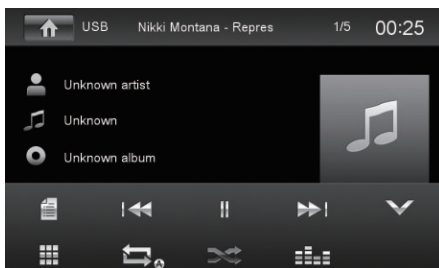 USB Nikki Montana - Repres 1/5 00:25
Unknown artist
Unknown
Unknown album
A